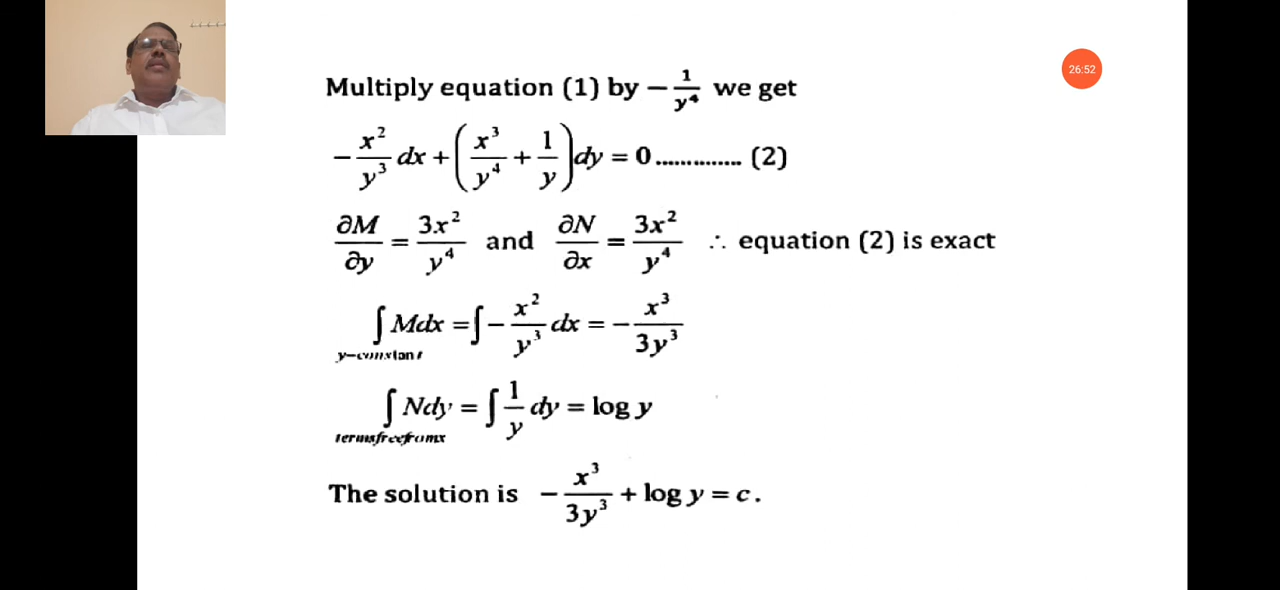 26:52
Multiply equation (1) by −1/y⁴ we get
−x²/y³ dx + (x³/y⁴ + 1/y)dy = 0.............. (2)
∂M/∂y = 3x²/y⁴ and ∂N/∂x = 3x²/y⁴ ∴ equation (2) is exact
∫ Mdx = ∫ −x²/y³ dx = −x³/3y³
y−constant
∫ Ndy = ∫ 1/y dy = log y
termsfreefromx
The solution is −x³/3y³ + log y = c.